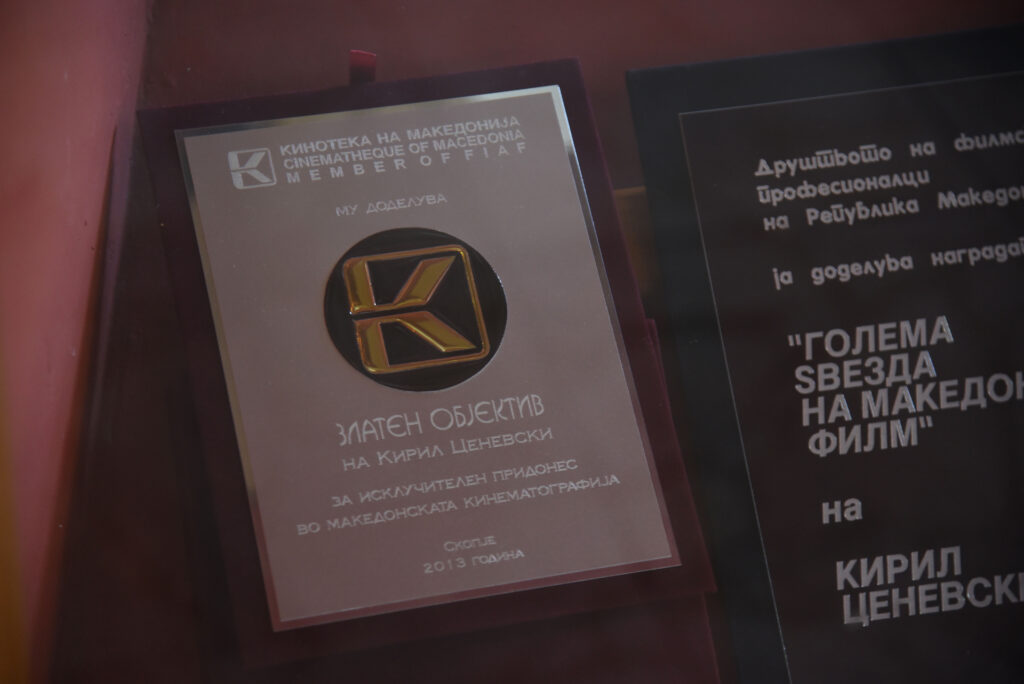 КИНОТЕКА НА МАКЕДОНИЈА
CINEMATHEQUE OF MACEDONIA
MEMBER OF FIAF
МУ ДОДЕЛУВА
ЗЛАТЕН ОБЈЕКТИВ
НА КИРИЛ ЦЕНЕВСКИ
ЗА ИСКЛУЧИТЕЛЕН ПРИДОНЕС
ВО МАКЕДОНСКАТА КИНЕМАТОГРАФИЈА
СКОПЈЕ
2013 ГОДИНА
Друштвото на филмс
професионалци
на Република Македон
ја доделува наградат
"ГОЛЕМА
ЅВЕЗДА
НА МАКЕДОН
ФИЛМ"
на
КИРИЛ
ЦЕНЕВСКИ